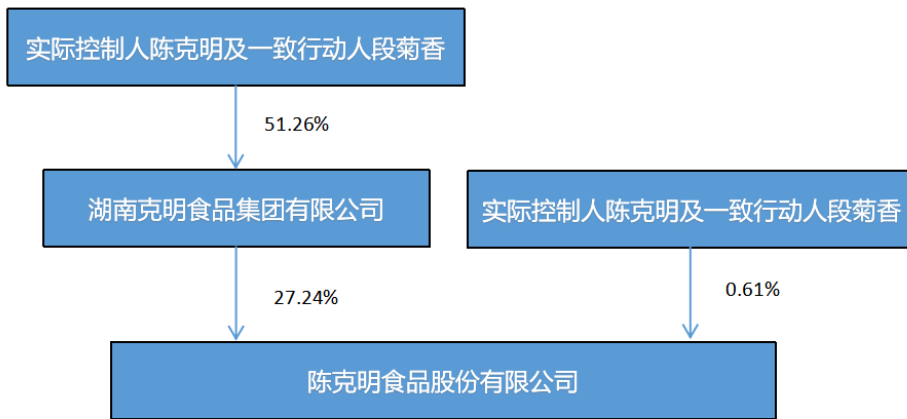 实际控制人陈克明及一致行动人段菊香
51.26%
湖南克明食品集团有限公司
实际控制人陈克明及一致行动人段菊香
27.24%
0.61%
陈克明食品股份有限公司